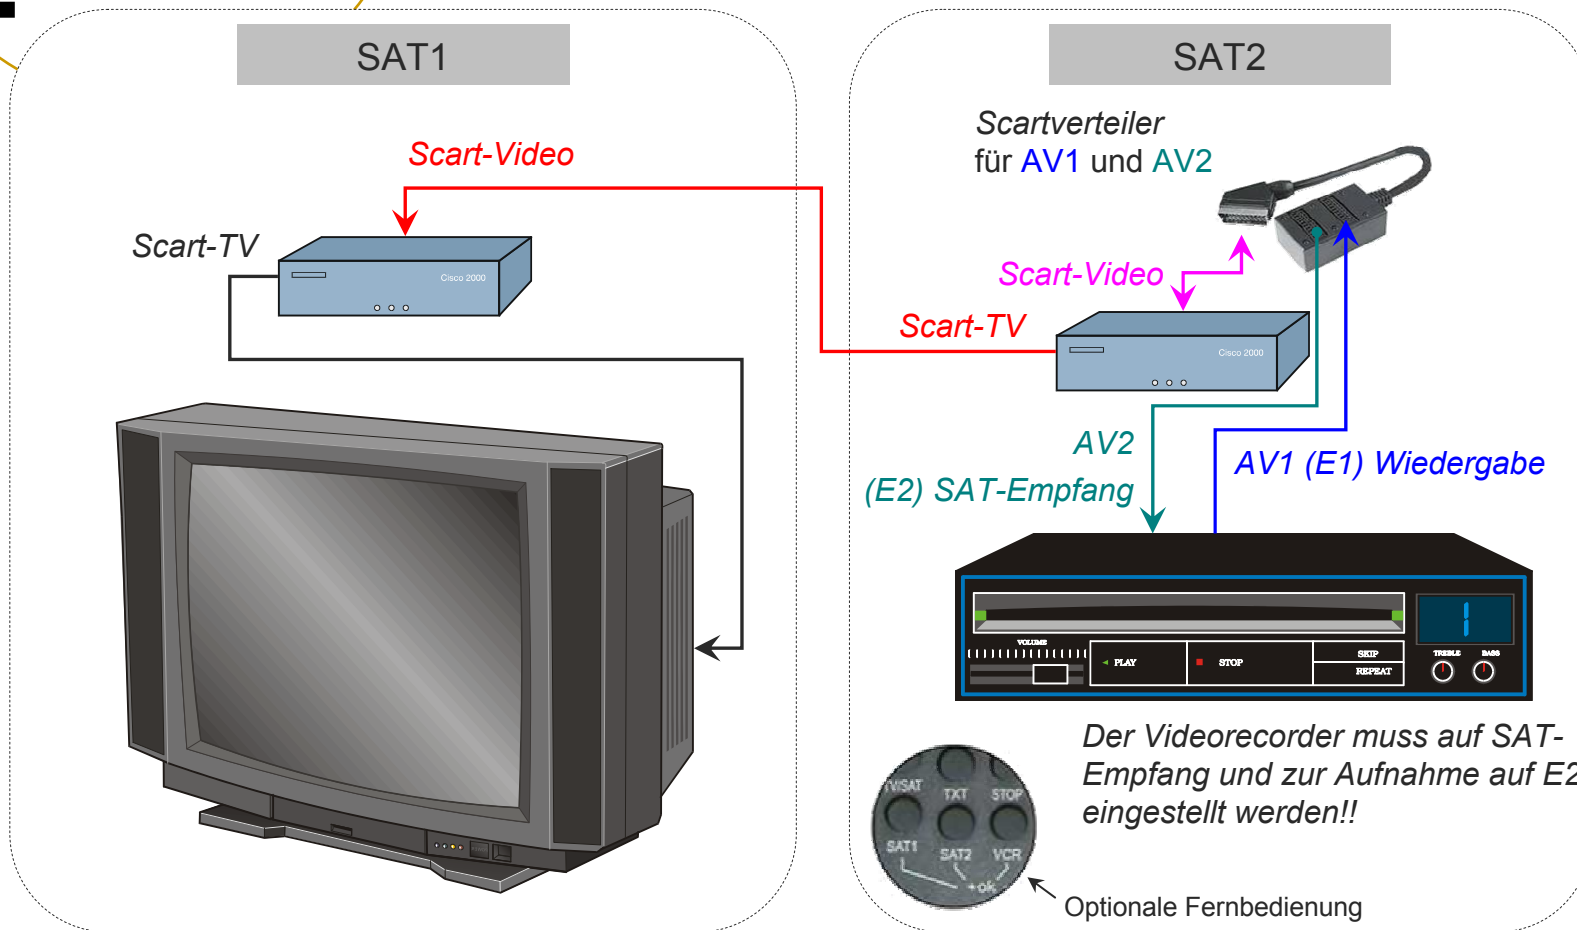 SAT1
Scart-Video
Scart-TV
Cisco 2000
SAT2
Scartverteiler
für AV1 und AV2
Scart-Video
Scart-TV
Cisco 2000
AV2
(E2) SAT-Empfang
AV1 (E1) Wiedergabe
VOLUME
PLAY
STOP
SKIP
REPEAT
1
TREBLE
BASS
Der Videorecorder muss auf SAT-
Empfang und zur Aufnahme auf E2
eingestellt werden!!
TV/SAT TXT STOP
SAT1 SAT2 VCR
+ok
Optionale Fernbedienung